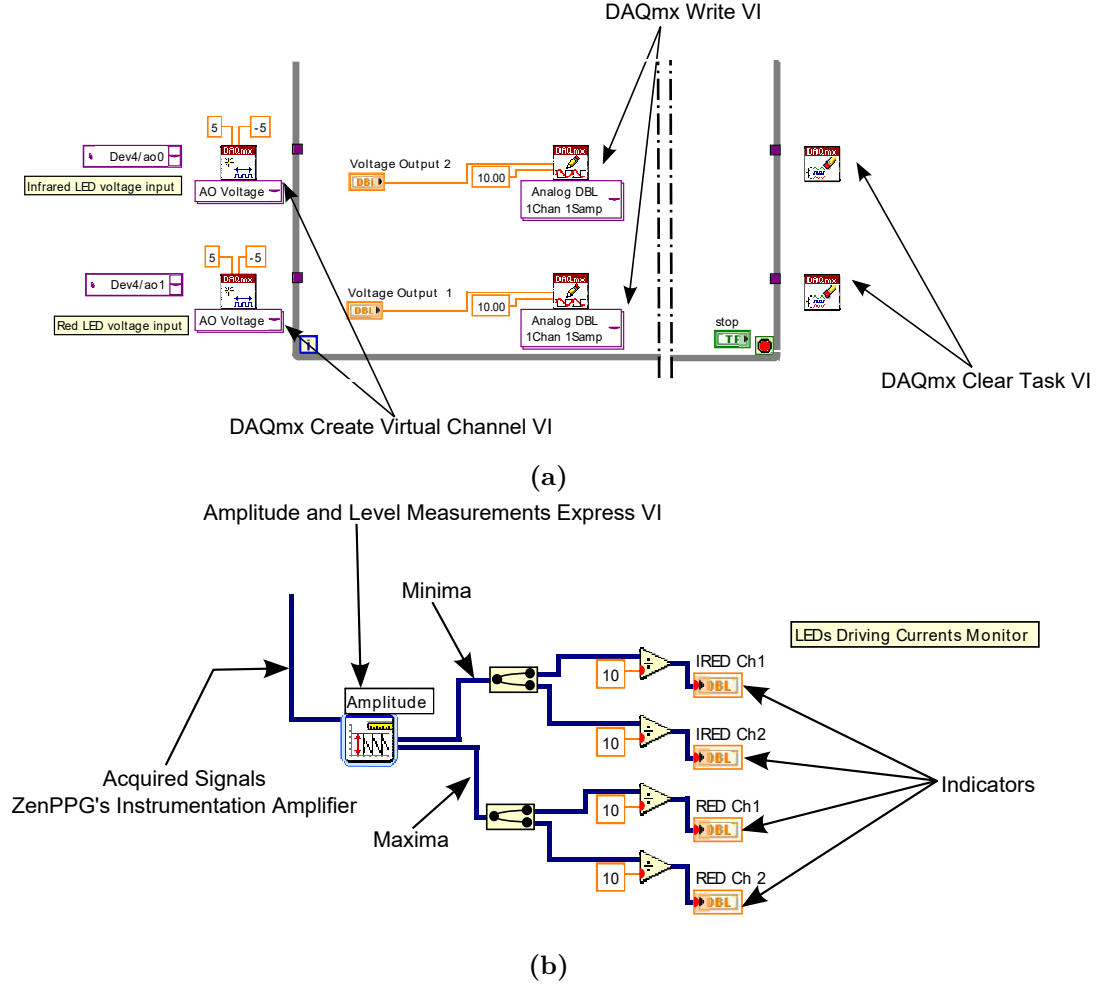 DAQmx Write VI
5
-5
DAQmx
Dev4/ao0
Infrared LED voltage input
AO Voltage
Voltage Output 2
DBL
10.00
DAQmx
Analog DBL
1Chan 1Samp
DAQmx
5
-5
DAQmx
Dev4/ao1
Red LED voltage input
AO Voltage
Voltage Output 1
DBL
10.00
DAQmx
Analog DBL
1Chan 1Samp
stop
TF
i
DAQmx
DAQmx Clear Task VI
DAQmx Create Virtual Channel VI
(a)
Amplitude and Level Measurements Express VI
Minima
LEDs Driving Currents Monitor
Amplitude
10
IRED Ch1
DBL
10
IRED Ch2
DBL
Acquired Signals
ZenPPG's Instrumentation Amplifier
Maxima
10
RED Ch1
DBL
10
RED Ch 2
DBL
Indicators
(b)